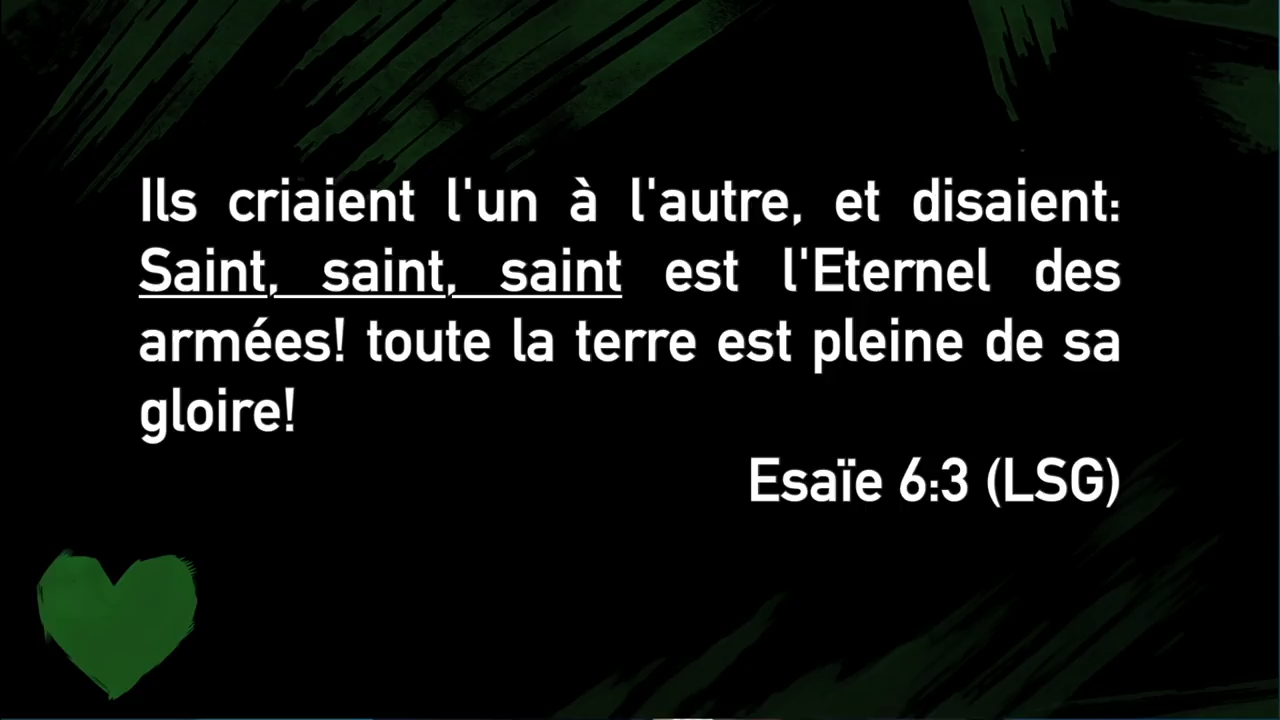 Ils criaient l'un à l'autre, et disaient:
Saint, saint, saint est l'Eternel des
armées! toute la terre est pleine de sa
gloire!
Esaïe 6:3 (LSG)